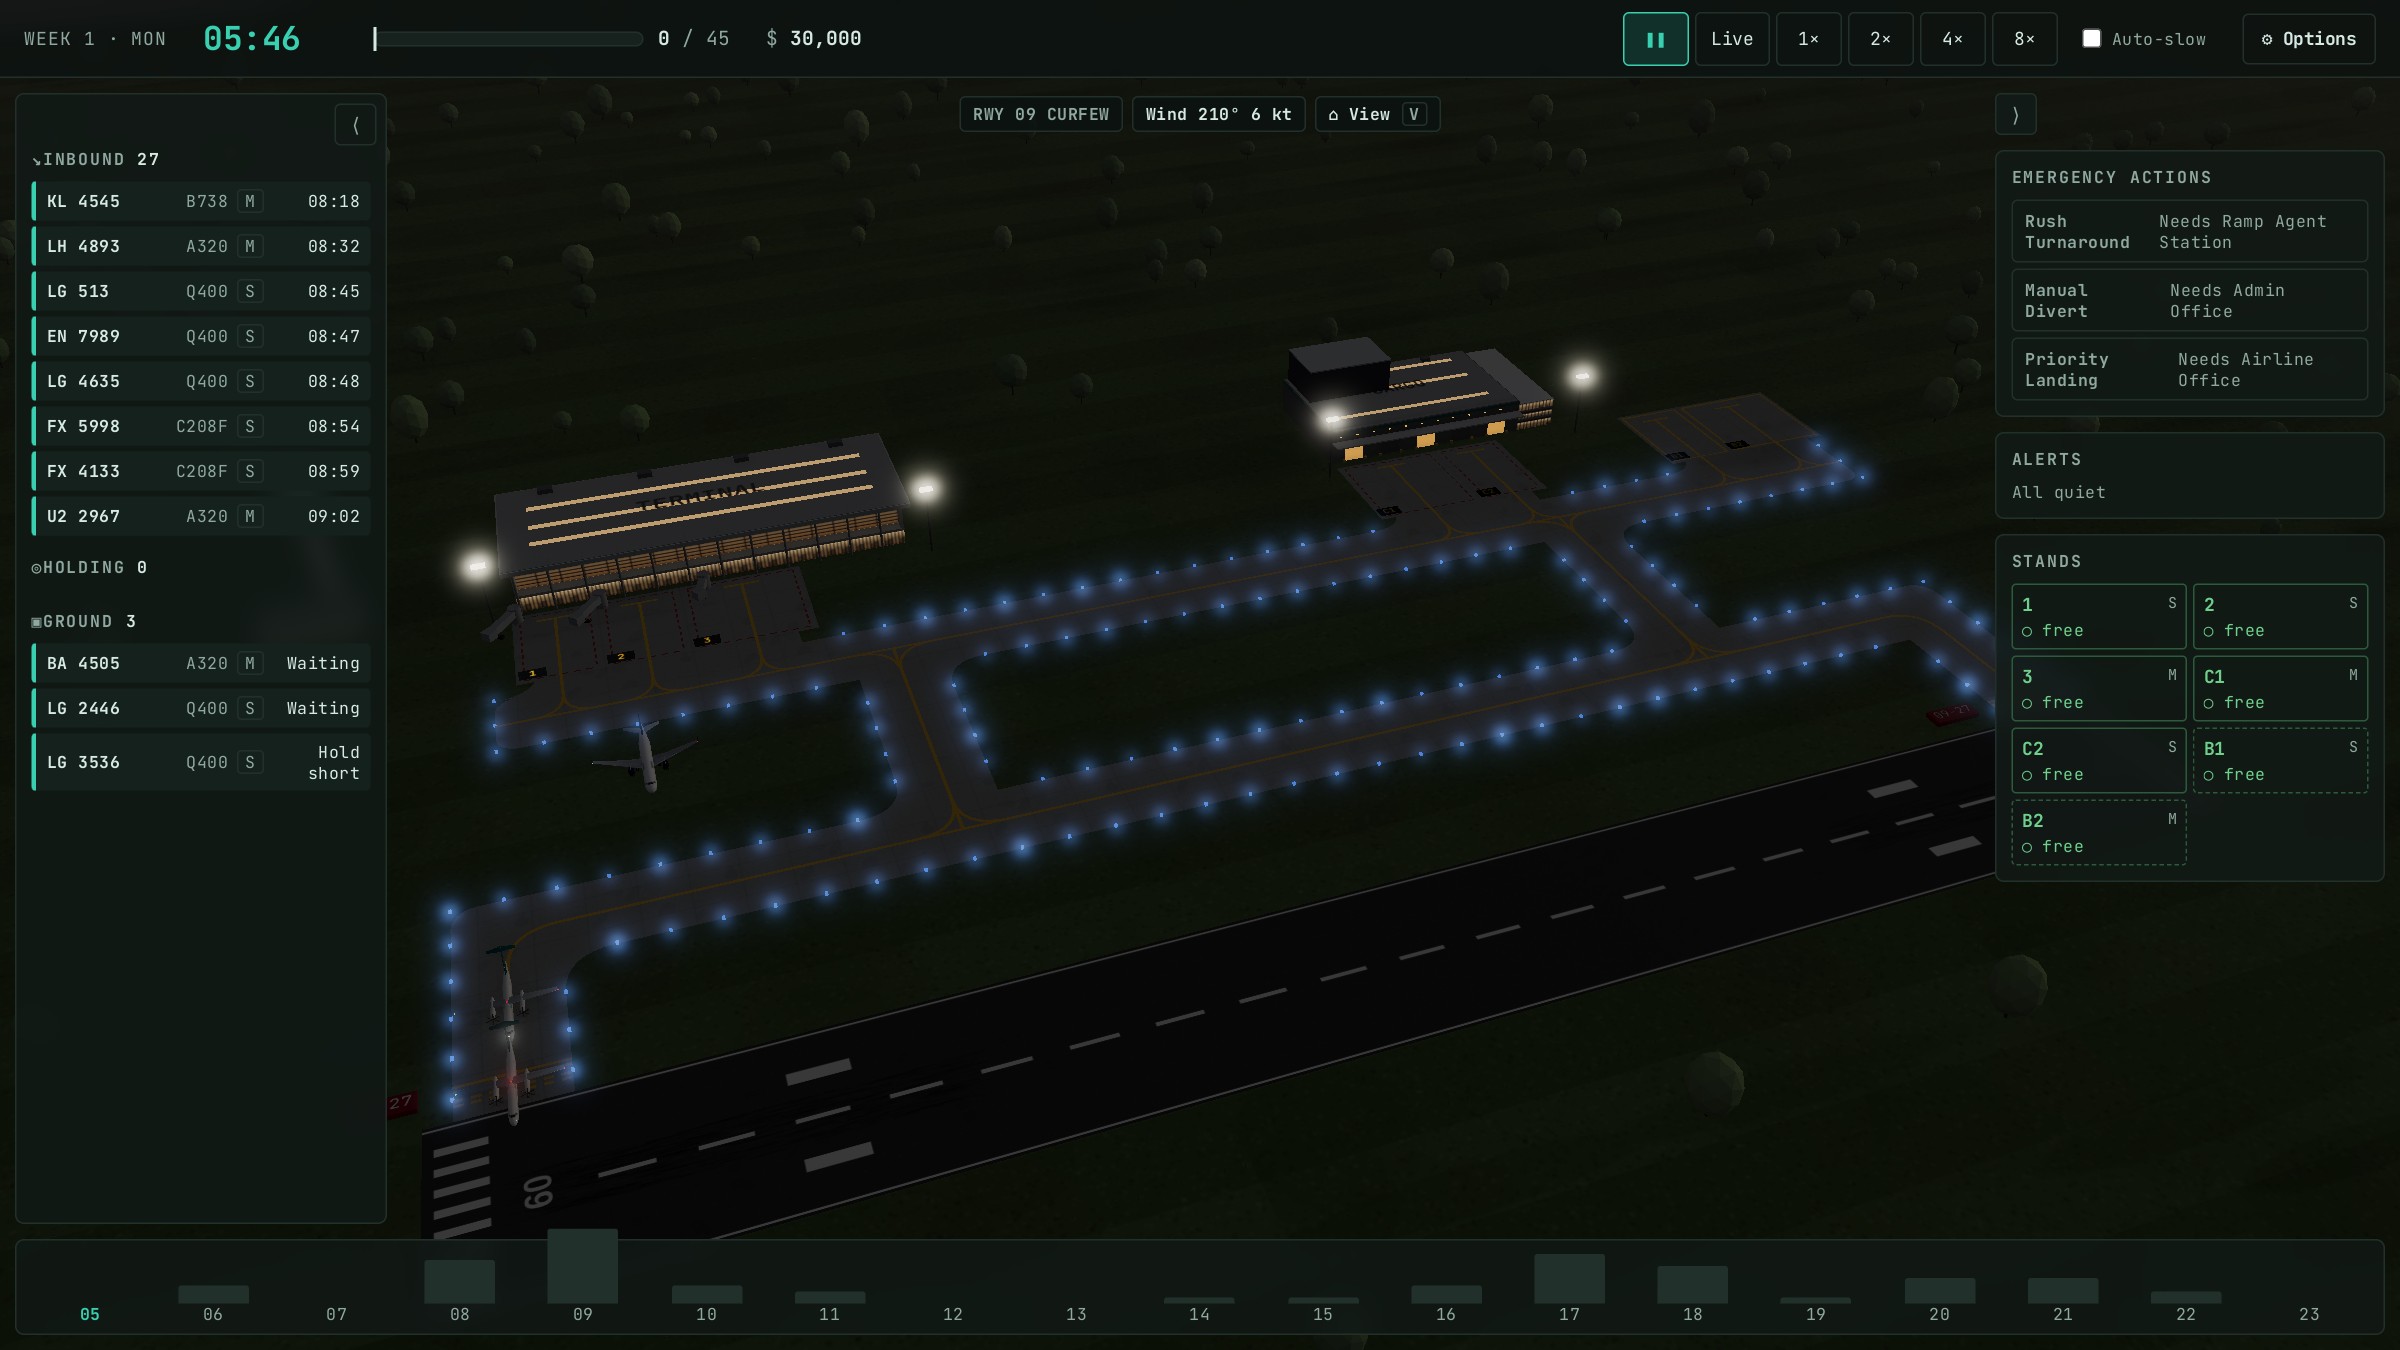 WEEK 1 · MON 05:46 0 / 45 $ 30,000 Live 1× 2× 4× 8× Auto-slow ⚙ Options
RWY 09 CURFEW Wind 210° 6 kt ⌂ View V
⟨
↘INBOUND 27
KL 4545 B738 M 08:18
LH 4893 A320 M 08:32
LG 513 Q400 S 08:45
EN 7989 Q400 S 08:47
LG 4635 Q400 S 08:48
FX 5998 C208F S 08:54
FX 4133 C208F S 08:59
U2 2967 A320 M 09:02
◎HOLDING 0
▣GROUND 3
BA 4505 A320 M Waiting
LG 2446 Q400 S Waiting
LG 3536 Q400 S Hold short
TERMINAL
1
2
3
09-27
27
09
⟩
EMERGENCY ACTIONS
Rush Turnaround Needs Ramp Agent Station
Manual Divert Needs Admin Office
Priority Landing Needs Airline Office
ALERTS
All quiet
STANDS
1 S
○ free
2 S
○ free
3 M
○ free
C1 M
○ free
C2 S
○ free
B1 S
○ free
B2 M
○ free
05 06 07 08 09 10 11 12 13 14 15 16 17 18 19 20 21 22 23